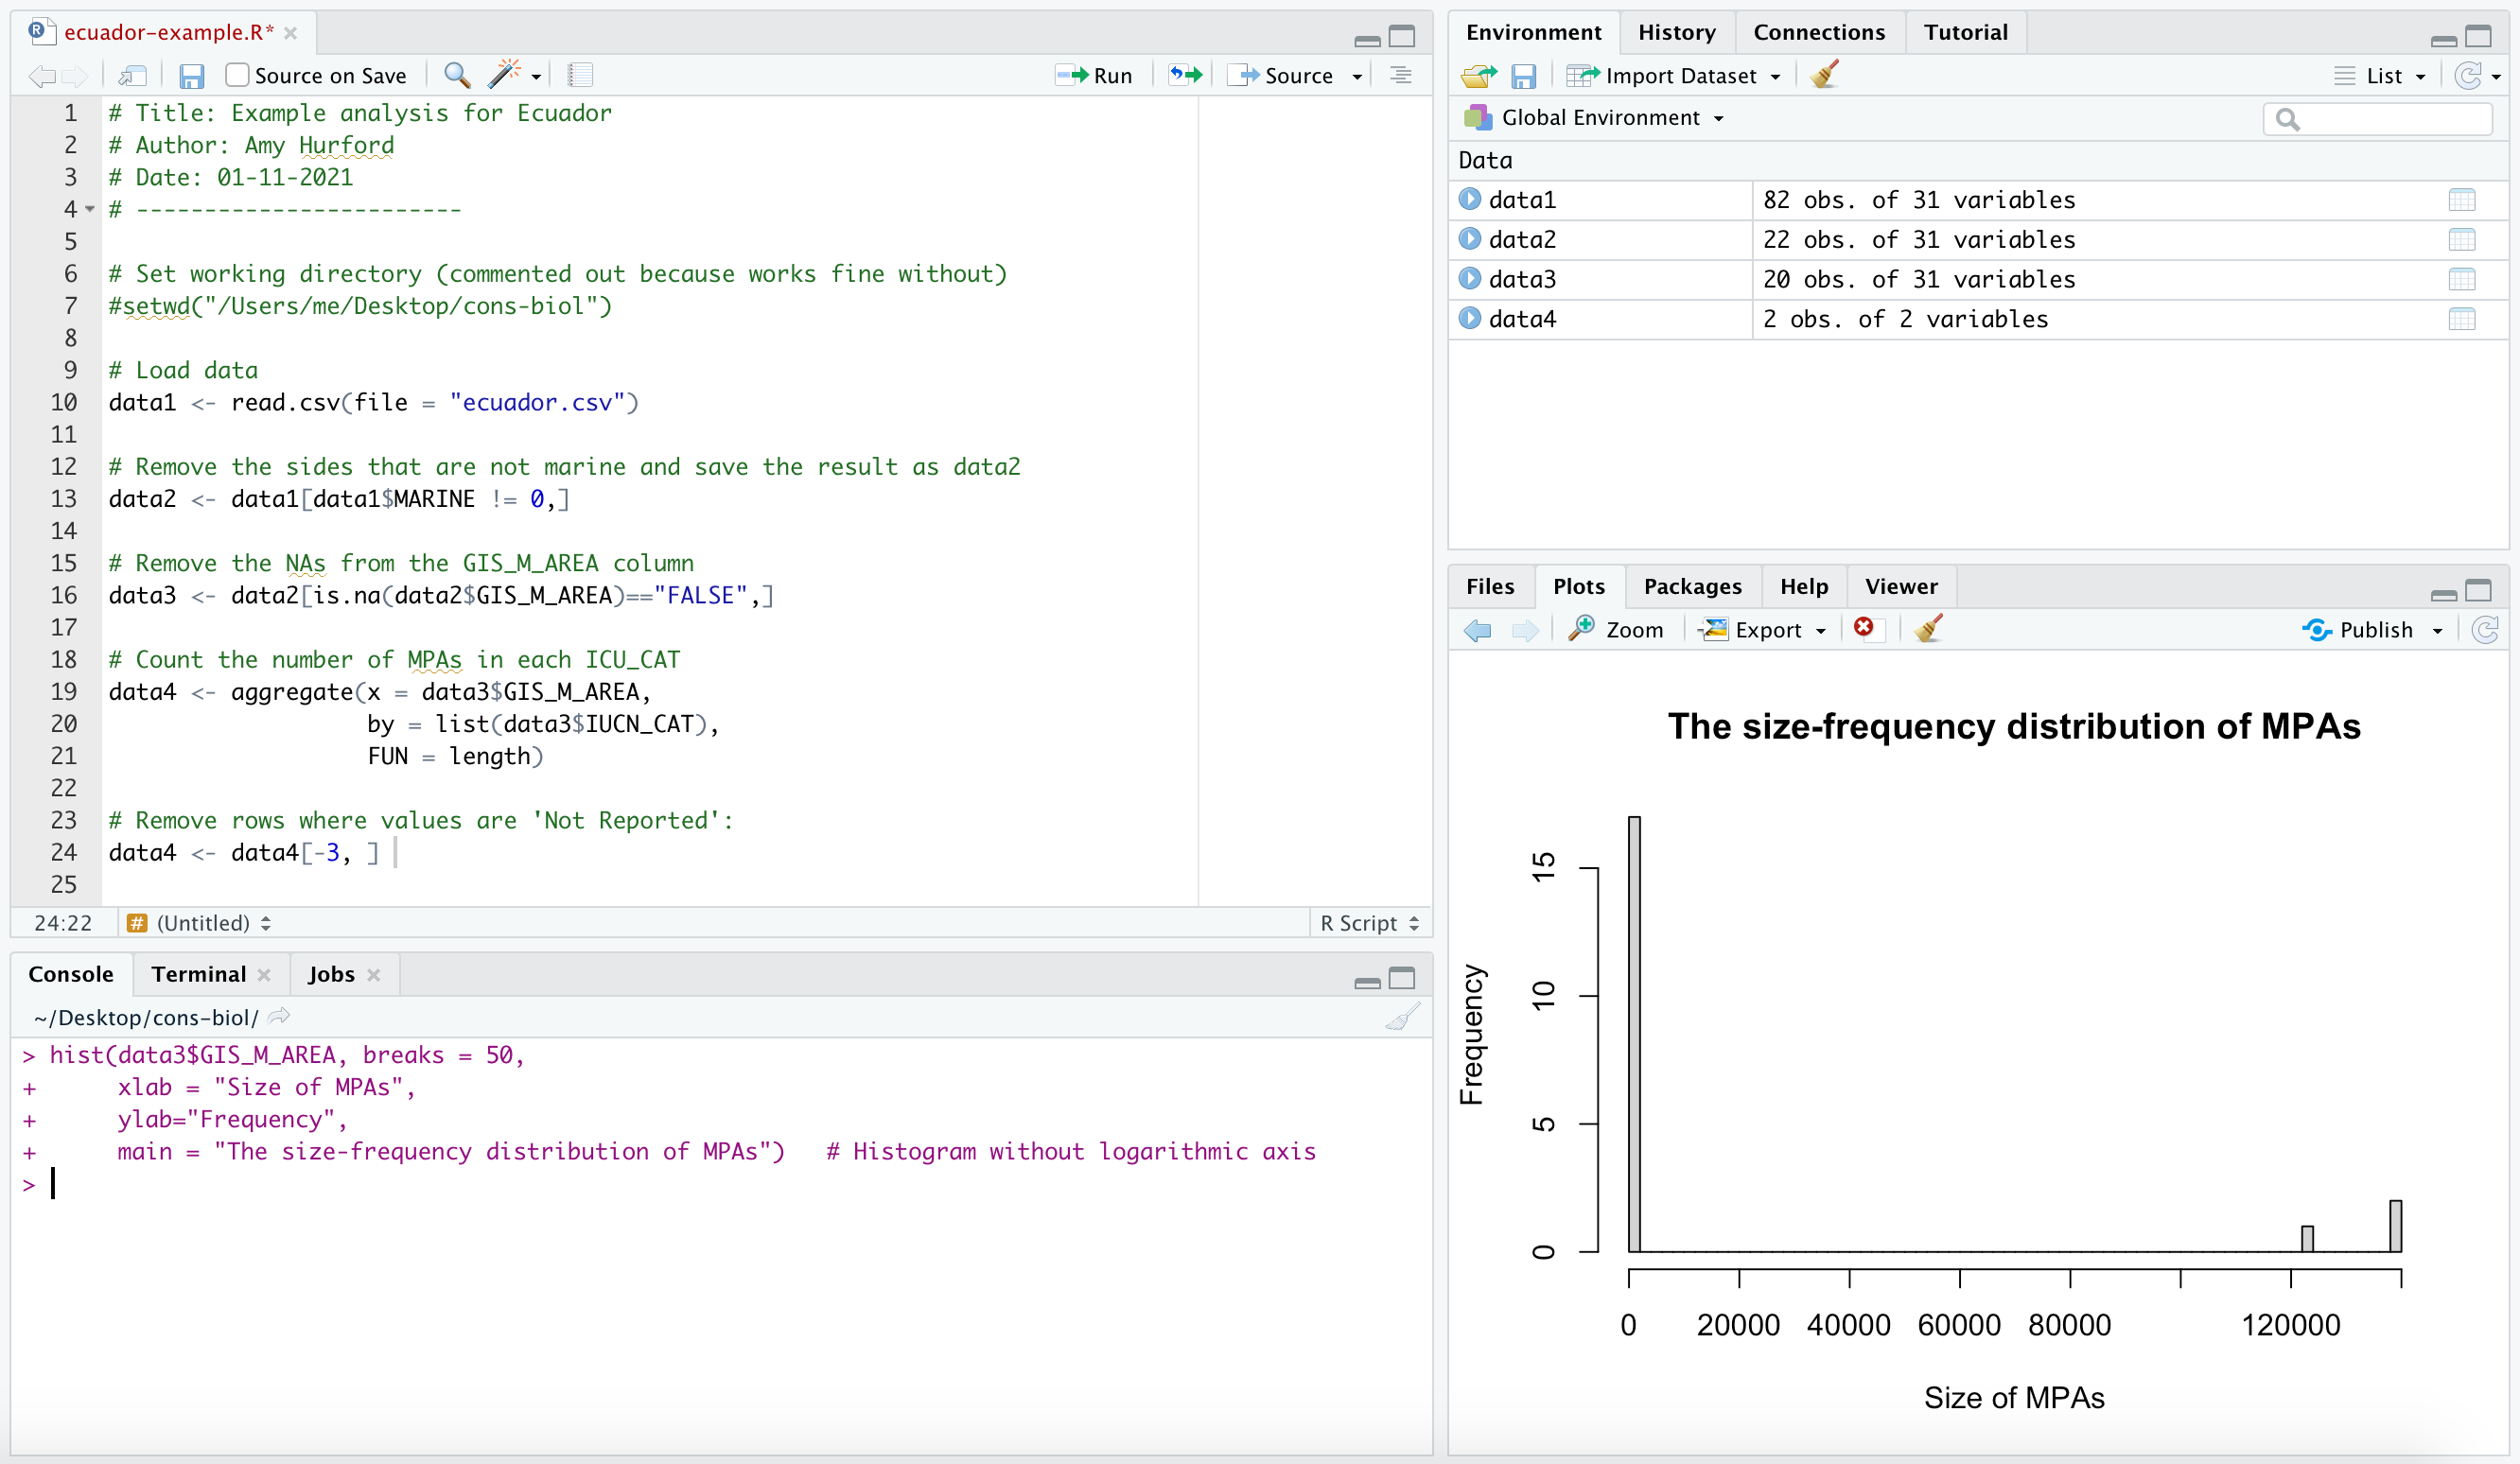 ecuador-example.R*
Source on Save
Run
Source
1 # Title: Example analysis for Ecuador
2 # Author: Amy Hurford
3 # Date: 01-11-2021
4 # ------------------------
5
6 # Set working directory (commented out because works fine without)
7 #setwd("/Users/me/Desktop/cons-biol")
8
9 # Load data
10 data1 <- read.csv(file = "ecuador.csv")
11
12 # Remove the sides that are not marine and save the result as data2
13 data2 <- data1[data1$MARINE != 0,]
14
15 # Remove the NAs from the GIS_M_AREA column
16 data3 <- data2[is.na(data2$GIS_M_AREA)=="FALSE",]
17
18 # Count the number of MPAs in each ICU_CAT
19 data4 <- aggregate(x = data3$GIS_M_AREA,
20 by = list(data3$IUCN_CAT),
21 FUN = length)
22
23 # Remove rows where values are 'Not Reported':
24 data4 <- data4[-3, ]
25
24:22 # (Untitled) R Script
Console Terminal Jobs
~/Desktop/cons-biol/
> hist(data3$GIS_M_AREA, breaks = 50,
+ xlab = "Size of MPAs",
+ ylab="Frequency",
+ main = "The size-frequency distribution of MPAs") # Histogram without logarithmic axis
>
Environment History Connections Tutorial
Import Dataset List
Global Environment
Data
data1 82 obs. of 31 variables
data2 22 obs. of 31 variables
data3 20 obs. of 31 variables
data4 2 obs. of 2 variables
Files Plots Packages Help Viewer
Zoom Export Publish
The size-frequency distribution of MPAs
Frequency
15
10
5
0
0 20000 40000 60000 80000 120000
Size of MPAs